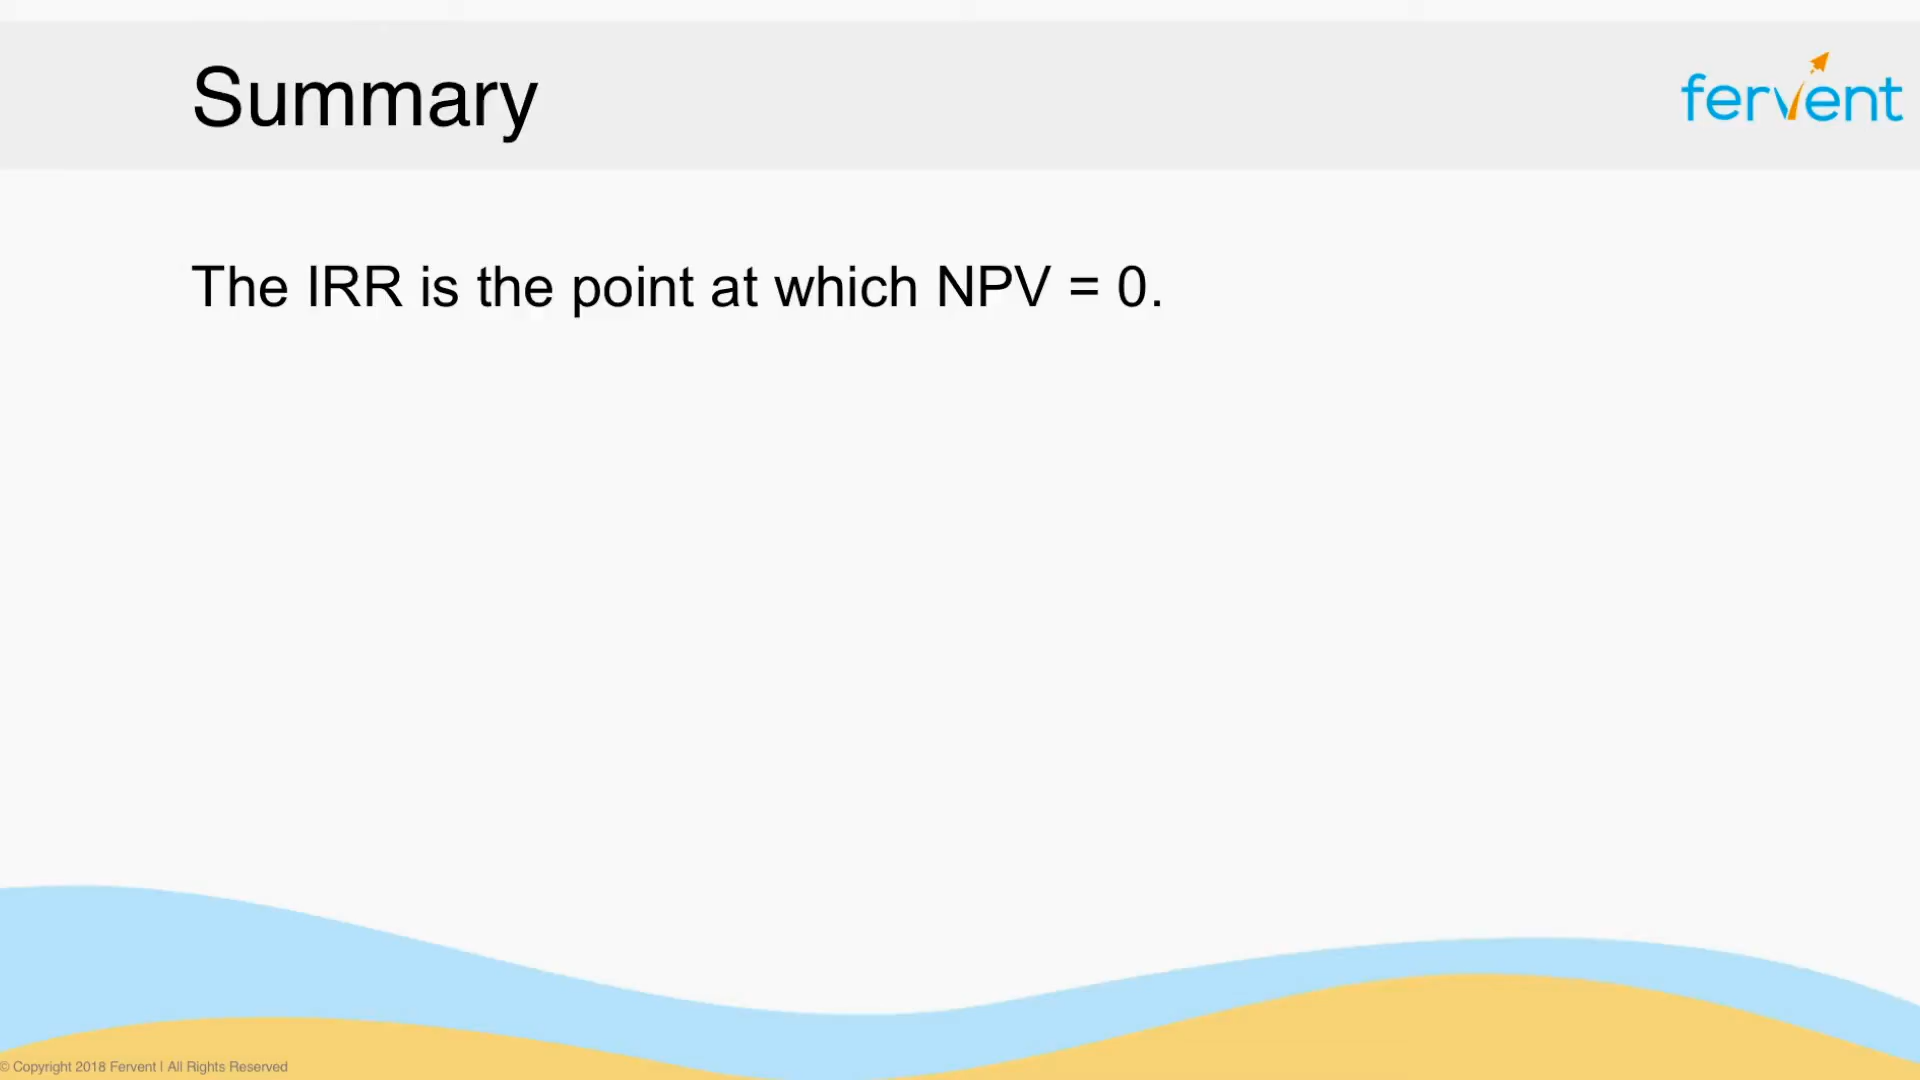 Summary
fervent
The IRR is the point at which NPV = 0.
© Copyright 2018 Fervent | All Rights Reserved